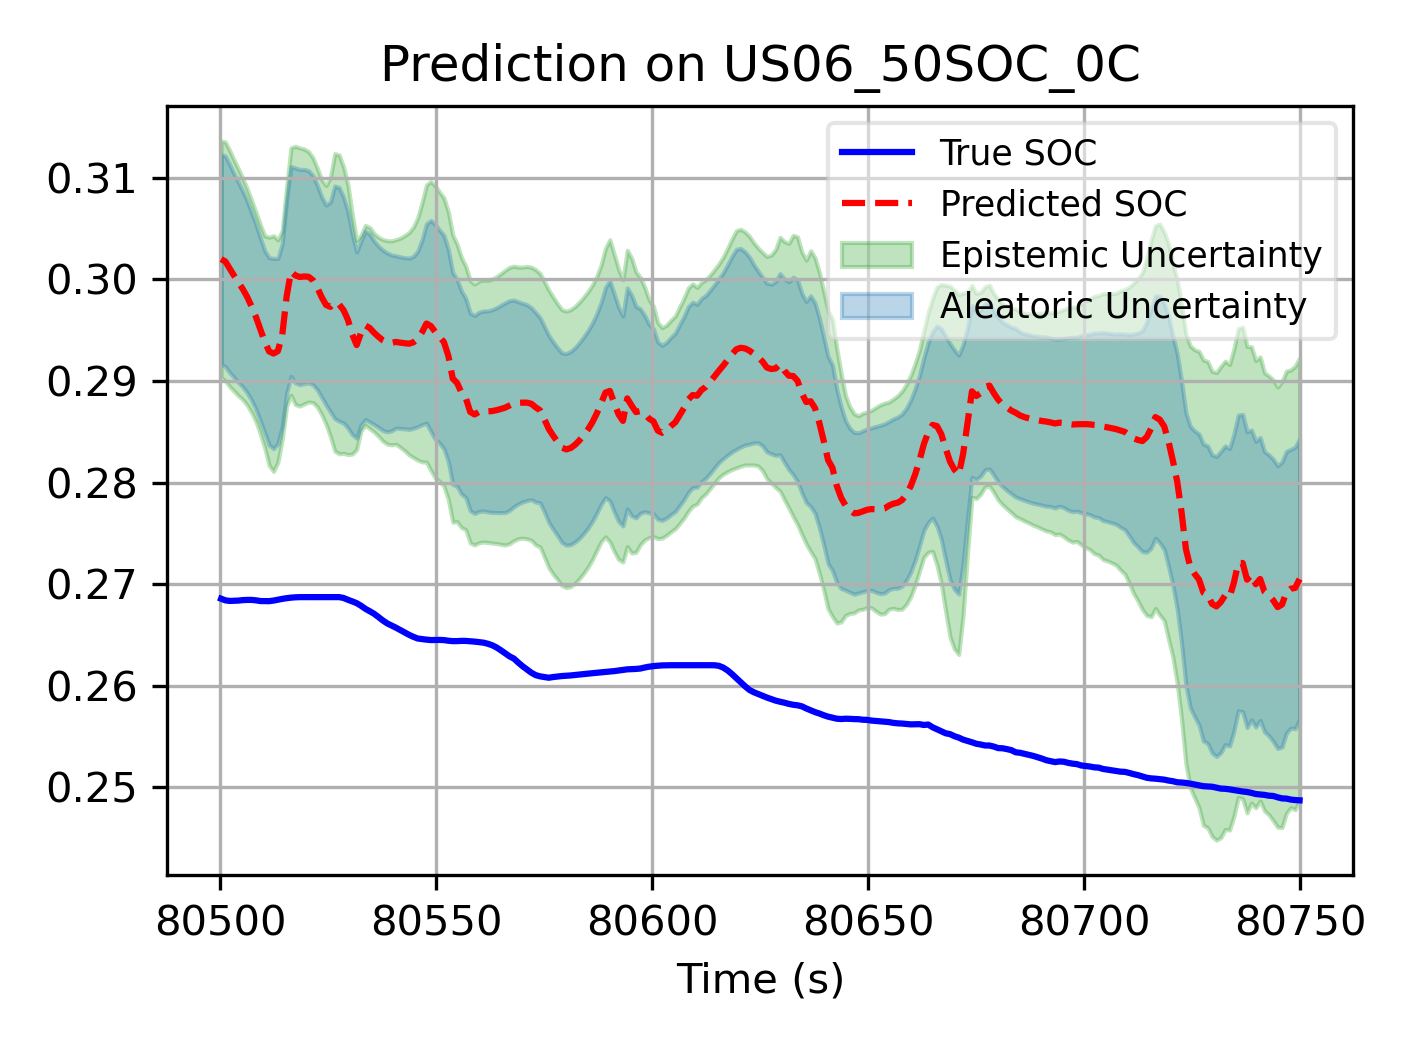 Prediction on US06_50SOC_0C
True SOC
Predicted SOC
Epistemic Uncertainty
Aleatoric Uncertainty
0.31
0.30
0.29
0.28
0.27
0.26
0.25
80500 80550 80600 80650 80700 80750
Time (s)